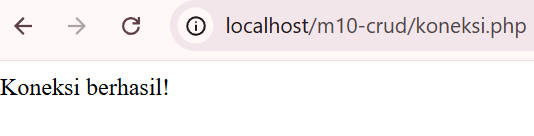 localhost/m10-crud/koneksi.php
Koneksi berhasil!